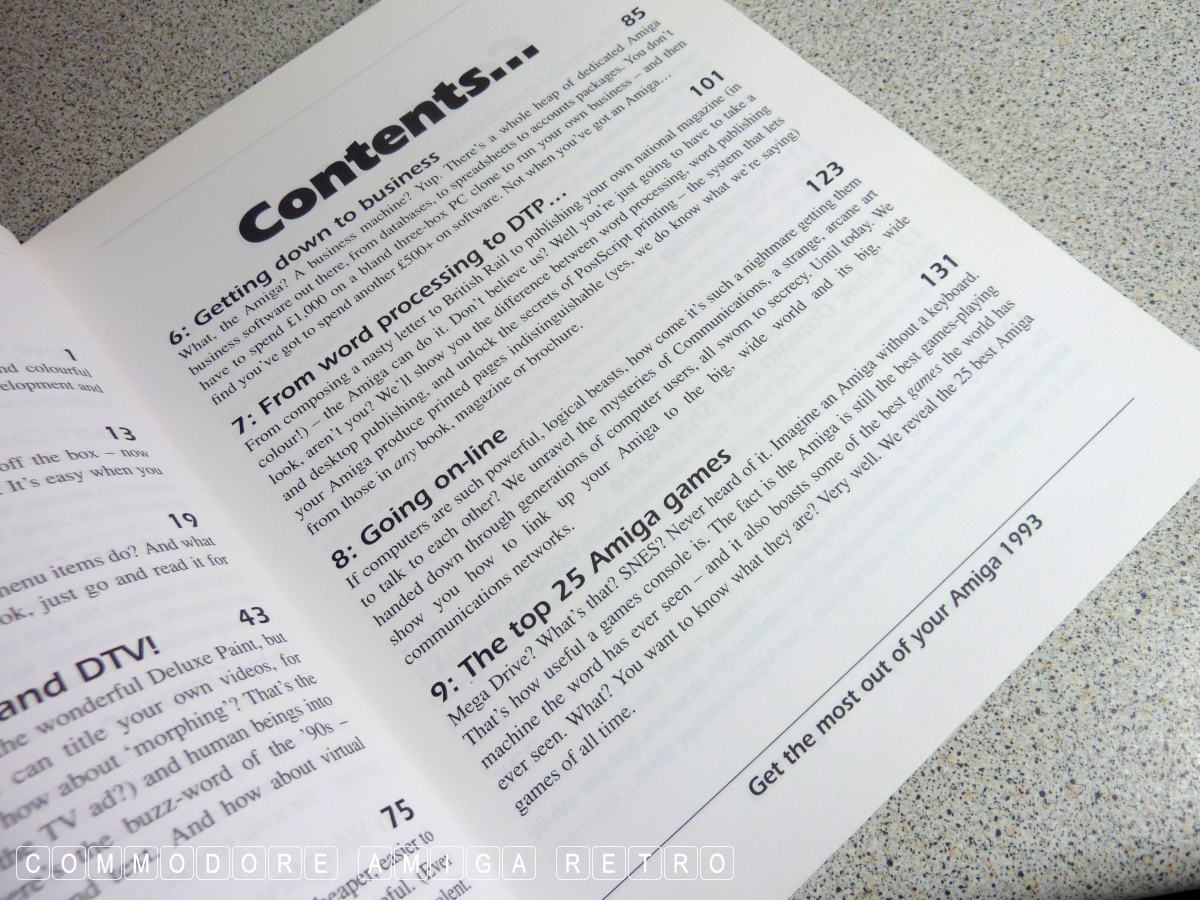 1
nd colourful
elopment and
13
off the box – now
. It's easy when you
19
menu items do? And what
ok, just go and read it for
43
and DTV!
he wonderful Deluxe Paint, but
can title your own videos, for
how about 'morphing'? That's the
TV ad?) and human beings into
the buzz-word of the '90s –
And how about virtual
75
easier to
(Ever
Contents...
6: Getting down to business 85
What, the Amiga? A business machine? Yup. There's a whole heap of dedicated Amiga
business software out there, from databases, to spreadsheets to accounts packages. You don't
have to spend £1,000 on a bland three-box PC clone to run your own business – and then
find you've got to spend another £500+ on software. Not when you've got an Amiga...
7: From word processing to DTP... 101
From composing a nasty letter to British Rail to publishing your own national magazine (in
colour!) – the Amiga can do it. Don't believe us? Well you're just going to have to take a
look, aren't you? We'll show you the difference between word processing, word publishing
and desktop publishing, and unlock the secrets of PostScript printing – the system that lets
your Amiga produce printed pages indistinguishable (yes, we do know what we're saying)
from those in any book, magazine or brochure.
8: Going on-line 123
If computers are such powerful, logical beasts, how come it's such a nightmare getting them
to talk to each other? We unravel the mysteries of Communications, a strange, arcane art
handed down through generations of computer users, all sworn to secrecy. Until today. We
show you how to link up your Amiga to the big, wide world and its big, wide
communications networks.
9: The top 25 Amiga games 131
Mega Drive? What's that? SNES? Never heard of it. Imagine an Amiga without a keyboard.
That's how useful a games console is. The fact is the Amiga is still the best games-playing
machine the word has ever seen – and it also boasts some of the best games the world has
ever seen. What? You want to know what they are? Very well. We reveal the 25 best Amiga
games of all time.
Get the most out of your Amiga 1993
COMMODORE AMIGA RETRO